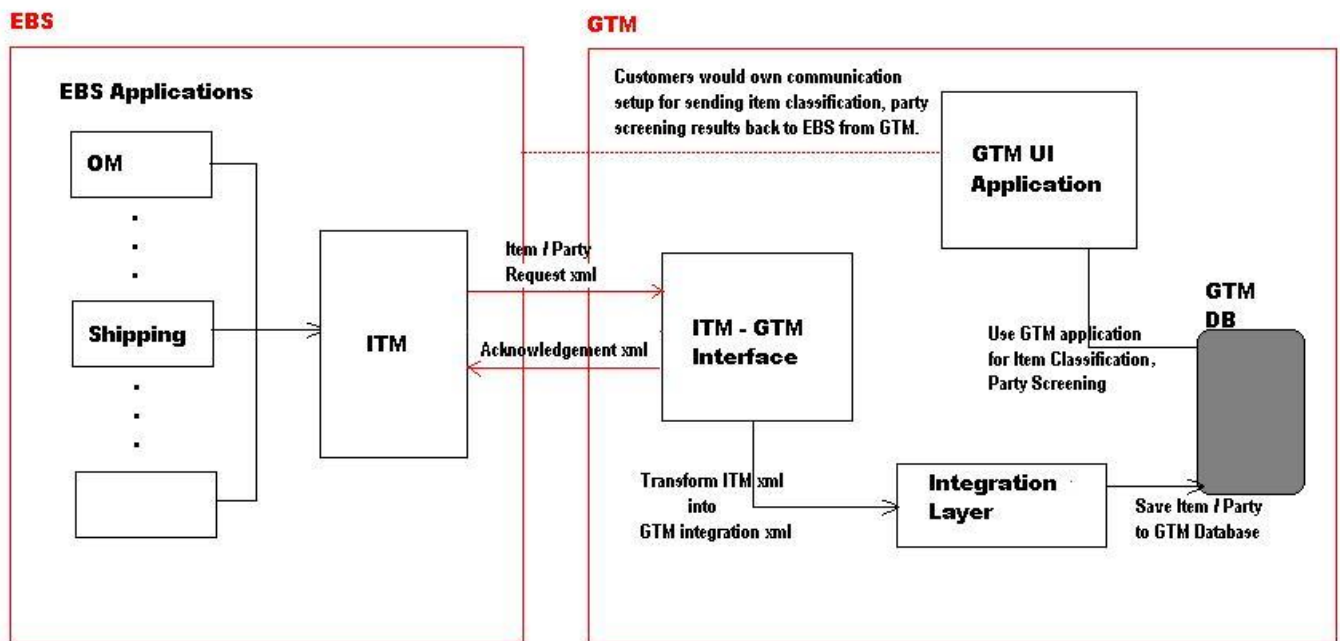 EBS
GTM
EBS Applications
OM
Shipping
ITM
Item / Party
Request xml
Acknowledgement xml
Customers would own communication
setup for sending item classification, party
screening results back to EBS from GTM.
GTM UI
Application
ITM - GTM
Interface
Use GTM application
for Item Classification,
Party Screening
GTM
DB
Transform ITM xml
into
GTM integration xml
Integration
Layer
Save Item / Party
to GTM Database